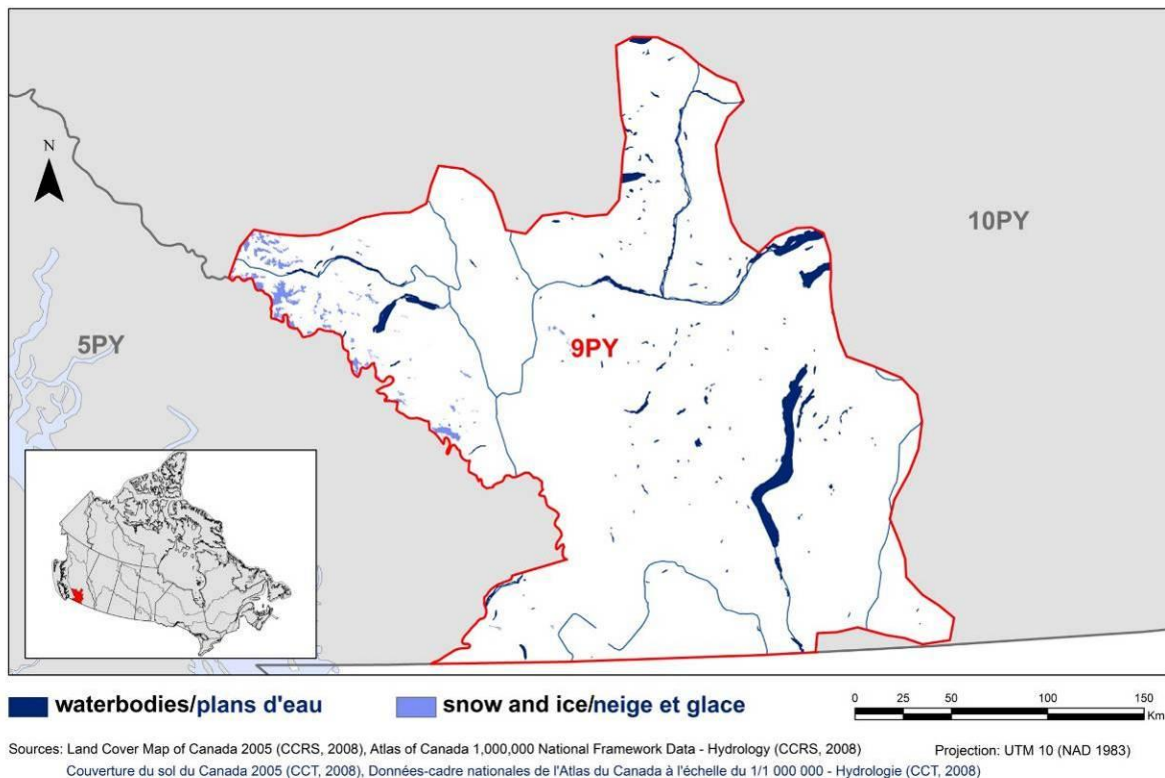 N
10PY
5PY
9PY
waterbodies/plans d'eau
snow and ice/neige et glace
0 25 50 100 150
Km
Sources: Land Cover Map of Canada 2005 (CCRS, 2008), Atlas of Canada 1,000,000 National Framework Data - Hydrology (CCRS, 2008)
Projection: UTM 10 (NAD 1983)
Couverture du sol du Canada 2005 (CCT, 2008), Données-cadre nationales de l'Atlas du Canada à l'échelle du 1/1 000 000 - Hydrologie (CCT, 2008)